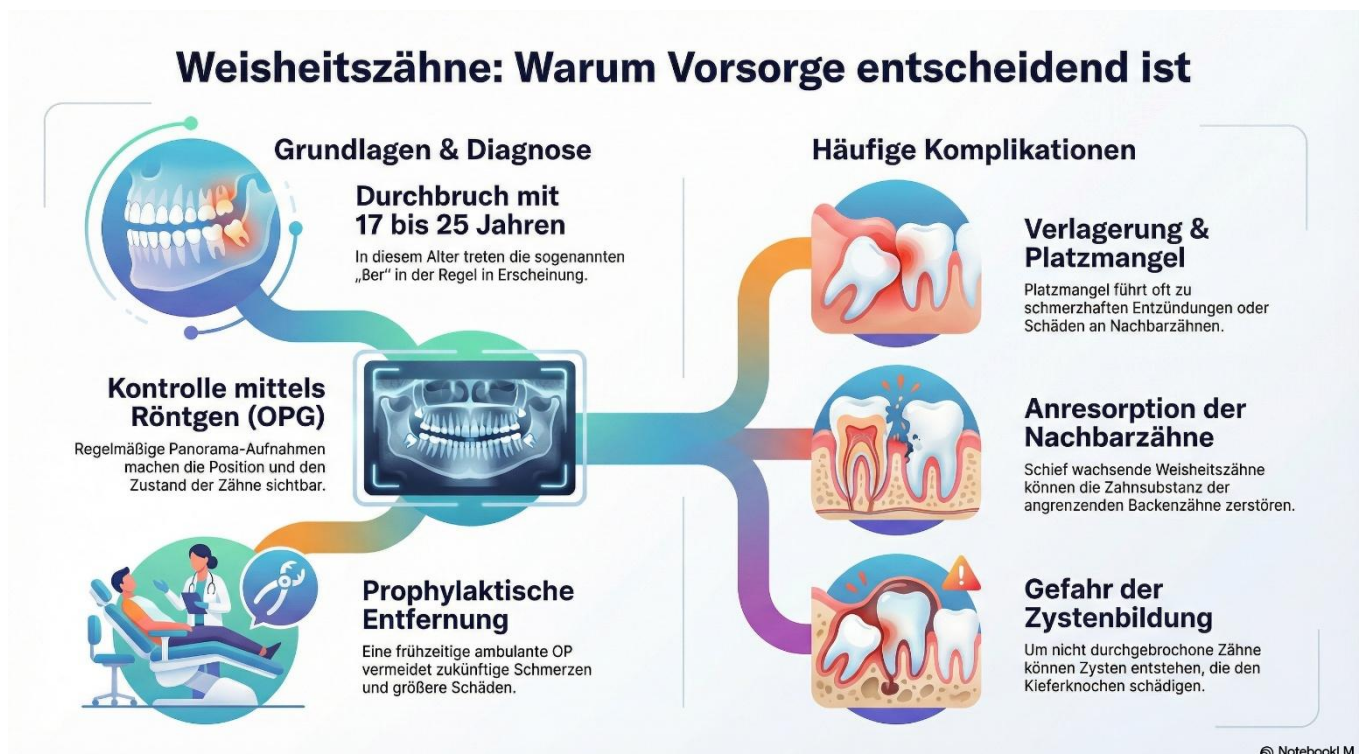 Weisheitszähne: Warum Vorsorge entscheidend ist
Grundlagen & Diagnose
Durchbruch mit
17 bis 25 Jahren
In diesem Alter treten die sogenannten
„8er“ in der Regel in Erscheinung.
Kontrolle mittels
Röntgen (OPG)
Regelmäßige Panorama-Aufnahmen
machen die Position und den
Zustand der Zähne sichtbar.
Prophylaktische
Entfernung
Eine frühzeitige ambulante OP
vermeidet zukünftige Schmerzen
und größere Schäden.
Häufige Komplikationen
Verlagerung &
Platzmangel
Platzmangel führt oft zu
schmerzhaften Entzündungen oder
Schäden an Nachbarzähnen.
Anresorption der
Nachbarzähne
Schief wachsende Weisheitszähne
können die Zahnsubstanz der
angrenzenden Backenzähne zerstören.
Gefahr der
Zystenbildung
Um nicht durchgebrochene Zähne
können Zysten entstehen, die den
Kieferknochen schädigen.
NotebookLM